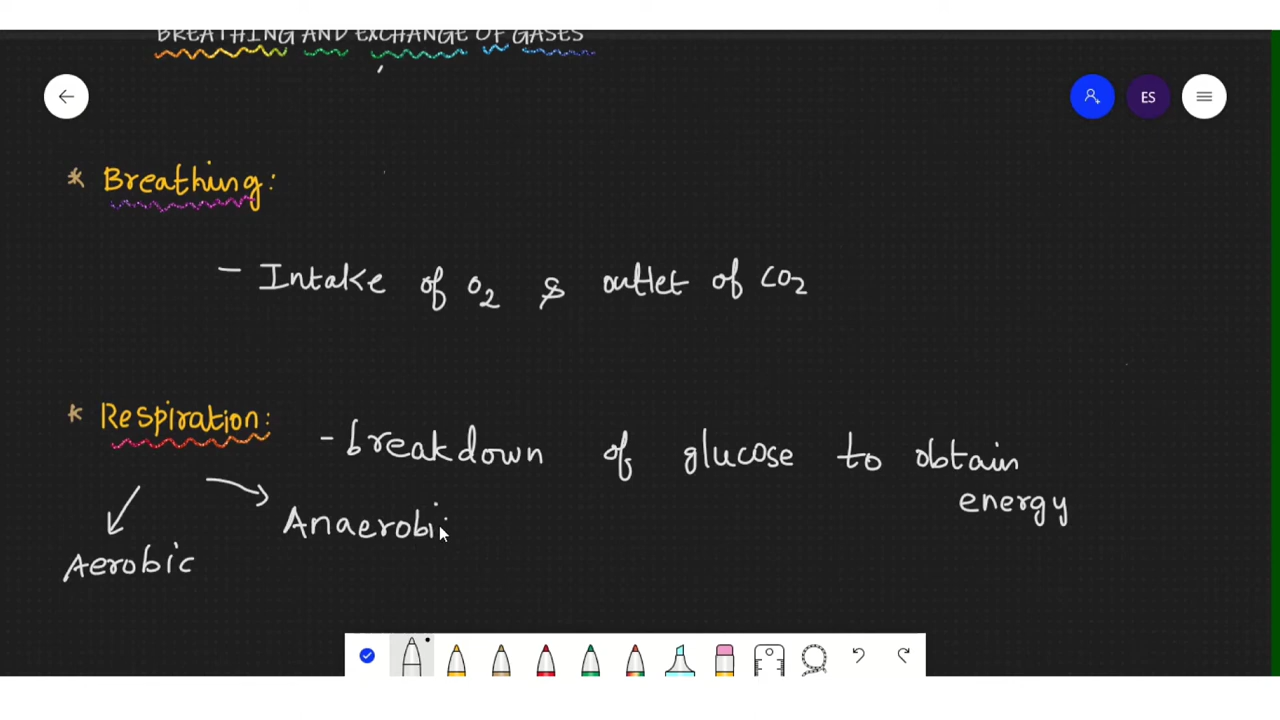 BREATHING AND EXCHANGE OF GASES
ES
* Breathing:
- Intake of O2 & outlet of CO2
* Respiration: - breakdown of glucose to obtain
energy
Anaerobi
Aerobic